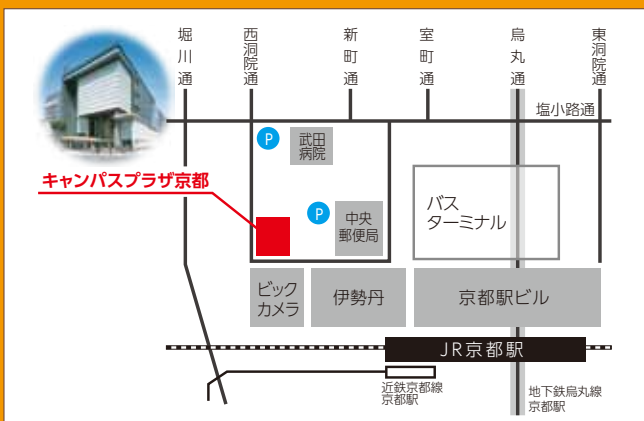 堀川通
西洞院通
新町通
室町通
烏丸通
東洞院通
塩小路通
P
武田
病院
キャンパスプラザ京都
P
中央
郵便局
バス
ターミナル
ビック
カメラ
伊勢丹
京都駅ビル
JR京都駅
近鉄京都線
京都駅
地下鉄烏丸線
京都駅